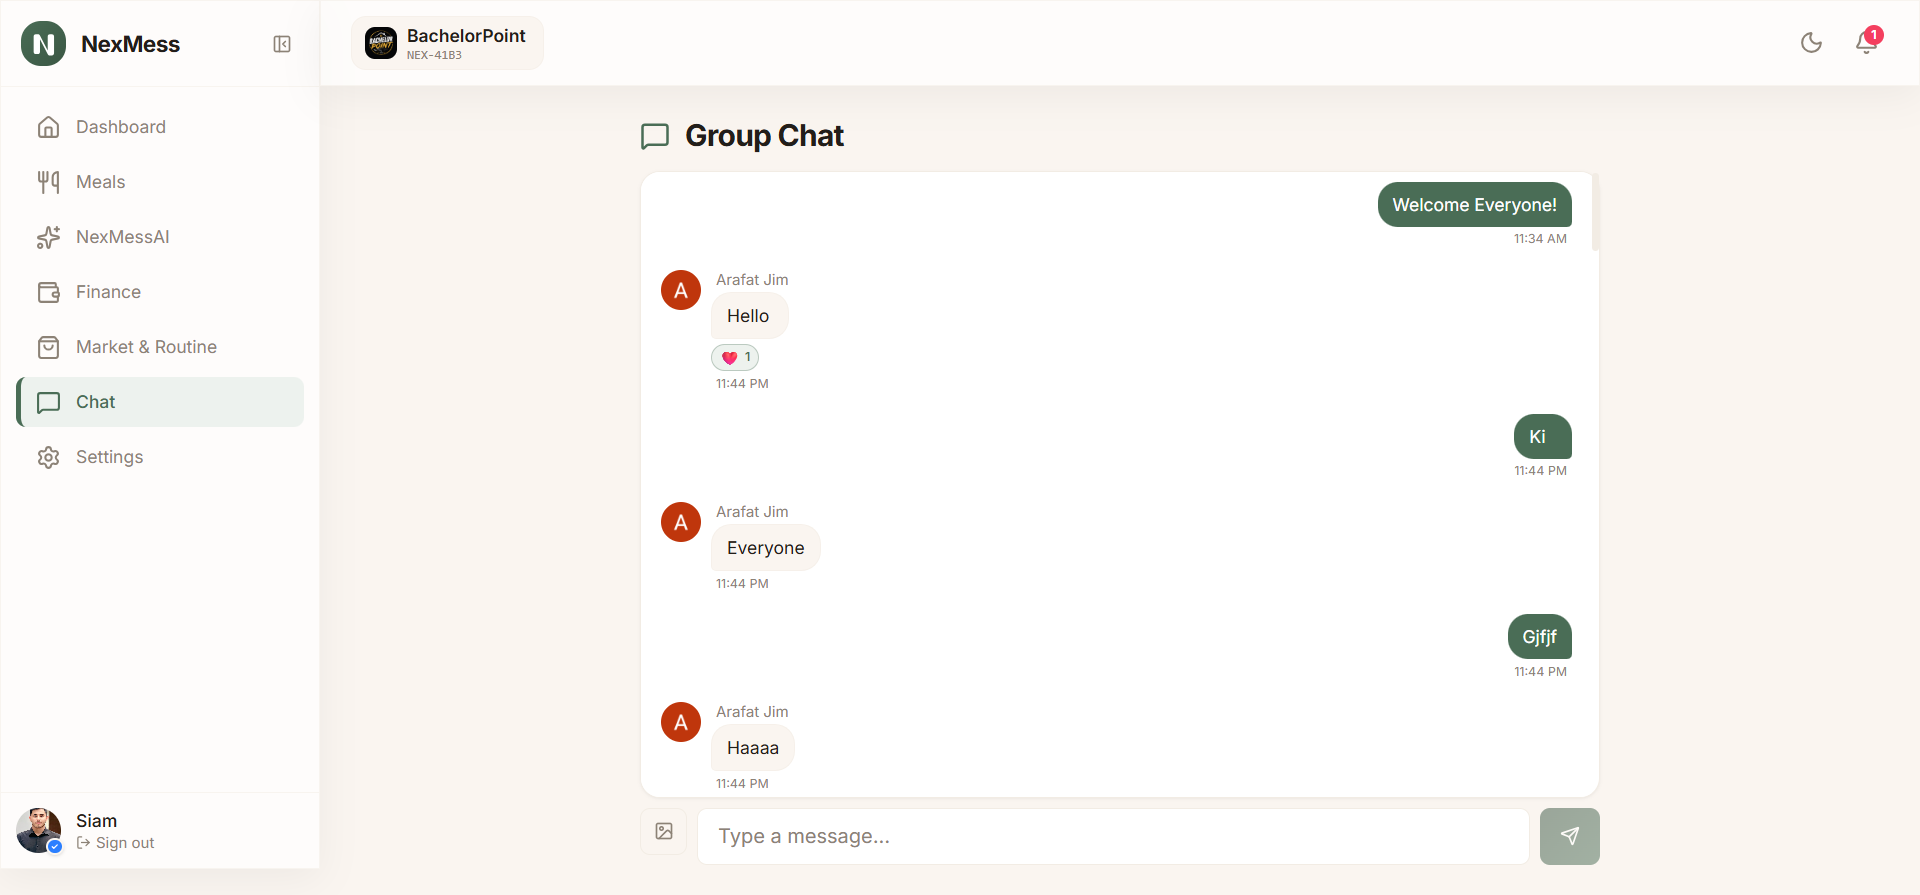 N NexMess
BACHELOR
POINT
BachelorPoint
NEX-41B3
1
Dashboard
Meals
NexMessAI
Finance
Market & Routine
Chat
Settings
Siam
Sign out
Group Chat
Welcome Everyone!
11:34 AM
A
Arafat Jim
Hello
1
11:44 PM
Ki
11:44 PM
A
Arafat Jim
Everyone
11:44 PM
Gjfjf
11:44 PM
A
Arafat Jim
Haaaa
11:44 PM
Type a message...